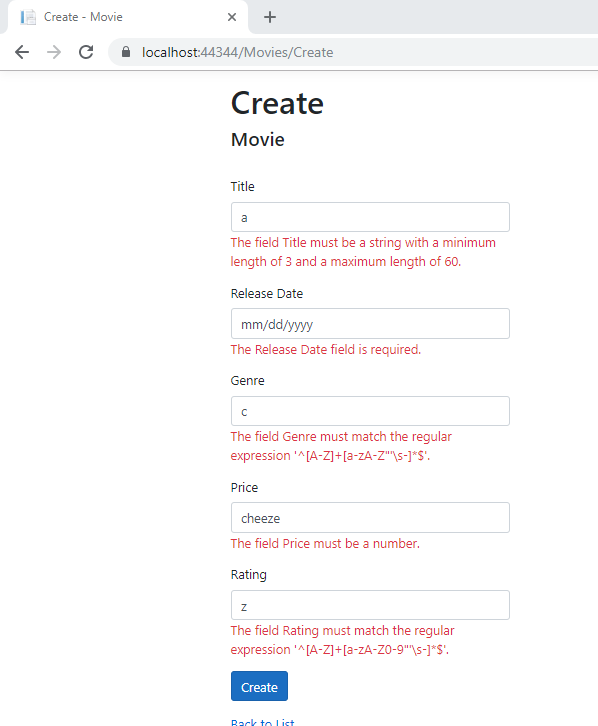 Create - Movie
localhost:44344/Movies/Create
Create
Movie
Title
a
The field Title must be a string with a minimum
length of 3 and a maximum length of 60.
Release Date
mm/dd/yyyy
The Release Date field is required.
Genre
c
The field Genre must match the regular
expression '^[A-Z]+[a-zA-Z"'\s-]*$'.
Price
cheeze
The field Price must be a number.
Rating
z
The field Rating must match the regular
expression '^[A-Z]+[a-zA-Z0-9"'\s-]*$'.
Create
Back to List